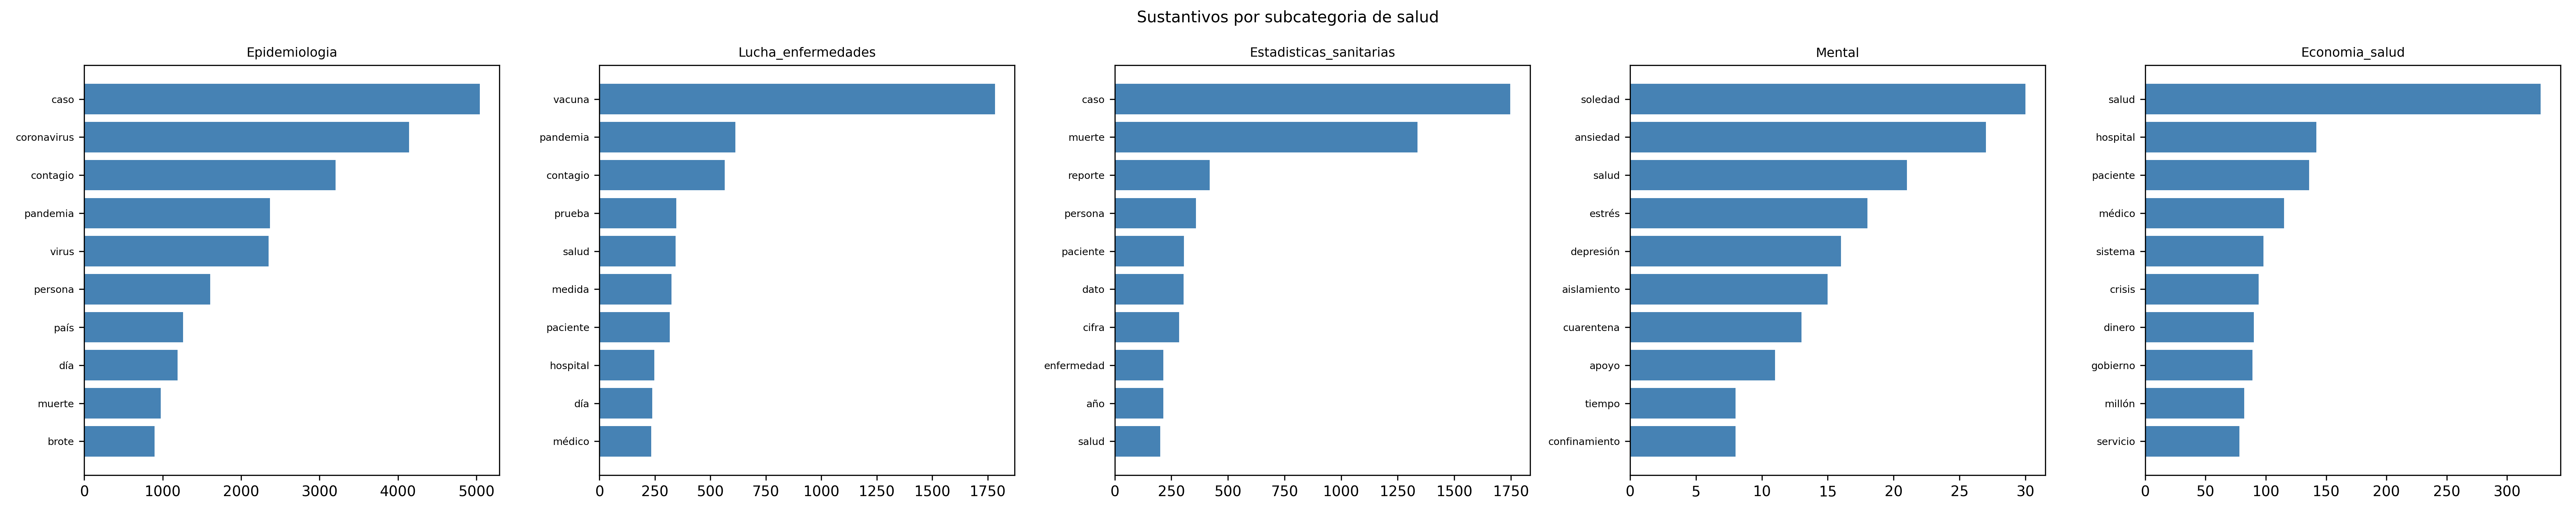 Sustantivos por subcategoria de salud
Epidemiologia
caso
coronavirus
contagio
pandemia
virus
persona
país
día
muerte
brote
0 1000 2000 3000 4000 5000
Lucha_enfermedades
vacuna
pandemia
contagio
prueba
salud
medida
paciente
hospital
día
médico
0 250 500 750 1000 1250 1500 1750
Estadisticas_sanitarias
caso
muerte
reporte
persona
paciente
dato
cifra
enfermedad
año
salud
0 250 500 750 1000 1250 1500 1750
Mental
soledad
ansiedad
salud
estrés
depresión
aislamiento
cuarentena
apoyo
tiempo
confinamiento
0 5 10 15 20 25 30
Economia_salud
salud
hospital
paciente
médico
sistema
crisis
dinero
gobierno
millón
servicio
0 50 100 150 200 250 300